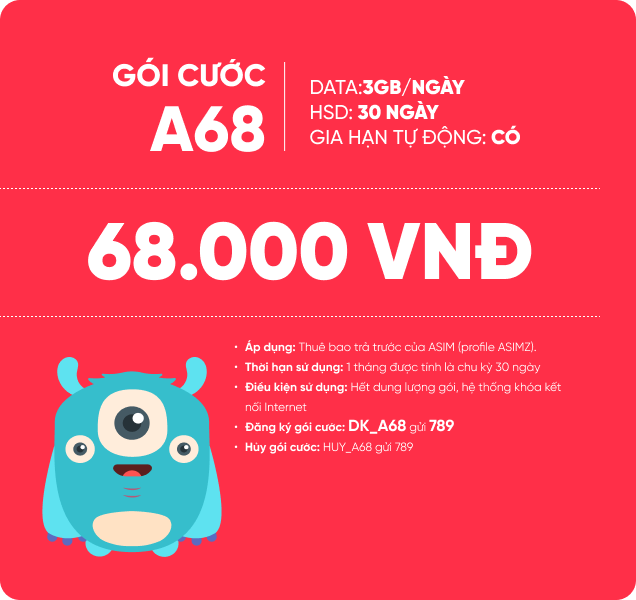 GÓI CƯỚC
A68
DATA:3GB/NGÀY
HSD: 30 NGÀY
GIA HẠN TỰ ĐỘNG: CÓ
68.000 VNĐ
• Áp dụng: Thuê bao trả trước của ASIM (profile ASIMZ).
• Thời hạn sử dụng: 1 tháng được tính là chu kỳ 30 ngày
• Điều kiện sử dụng: Hết dung lượng gói, hệ thống khóa kết
nối Internet
• Đăng ký gói cước: DK_A68 gửi 789
• Hủy gói cước: HUY_A68 gửi 789